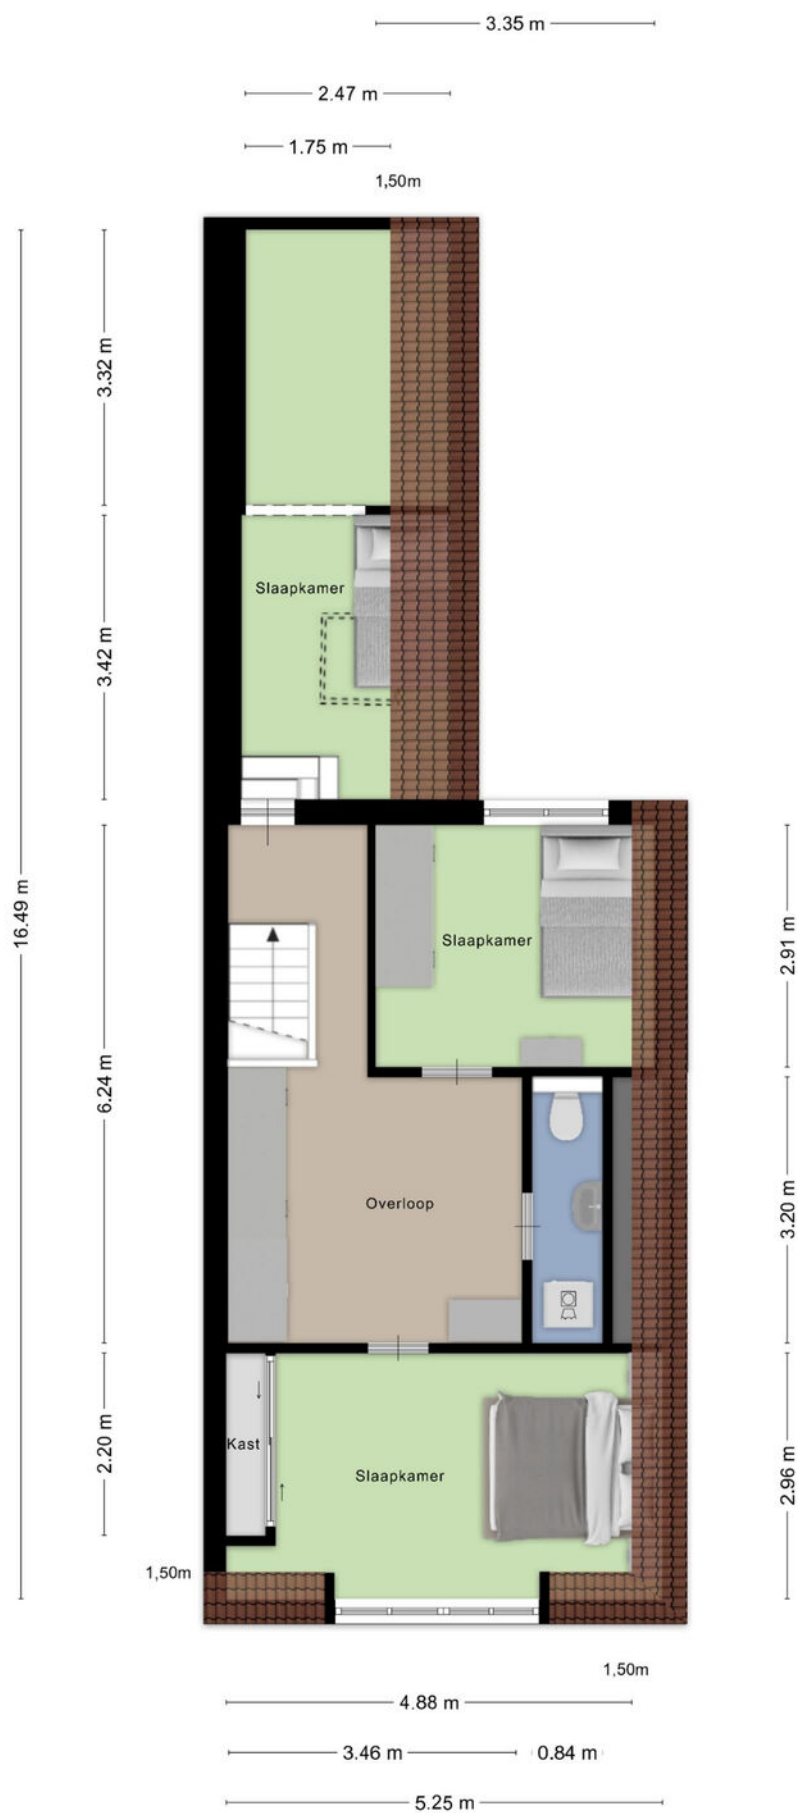 3.35 m
2.47 m
1.75 m
1,50m
3.32 m
Slaapkamer
3.42 m
16.49 m
Slaapkamer
2.91 m
6.24 m
Overloop
3.20 m
Kast
2.20 m
Slaapkamer
2.96 m
1,50m
1,50m
4.88 m
3.46 m
0.84 m
5.25 m